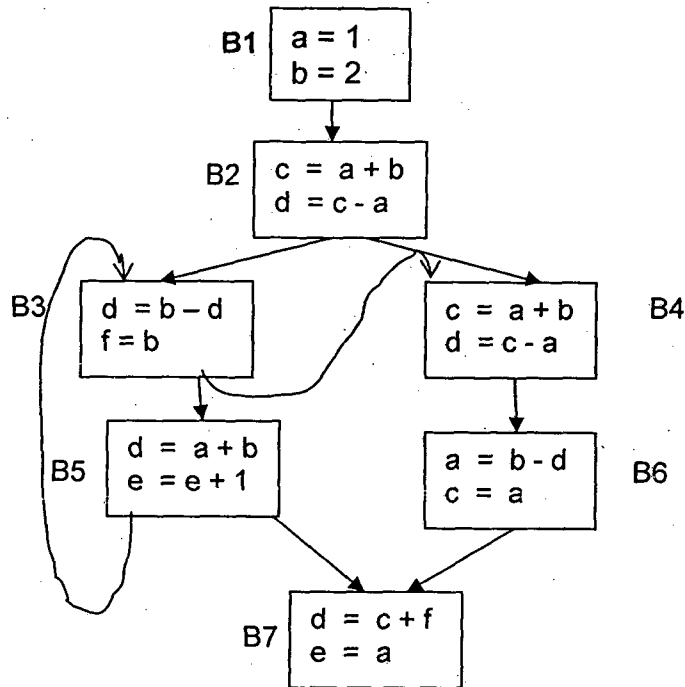 B1
a = 1
b = 2
B2
c = a + b
d = c - a
B3
d = b – d
f = b
c = a + b
d = c - a
B4
B5
d = a + b
e = e + 1
a = b - d
c = a
B6
B7
d = c + f
e = a